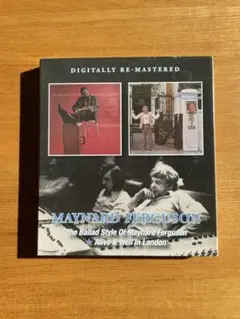 DIGITALLY RE-MASTERED
MAYNARD FERGUSON
The Ballad Style Of Maynard Ferguson
★ Alive & Well In London